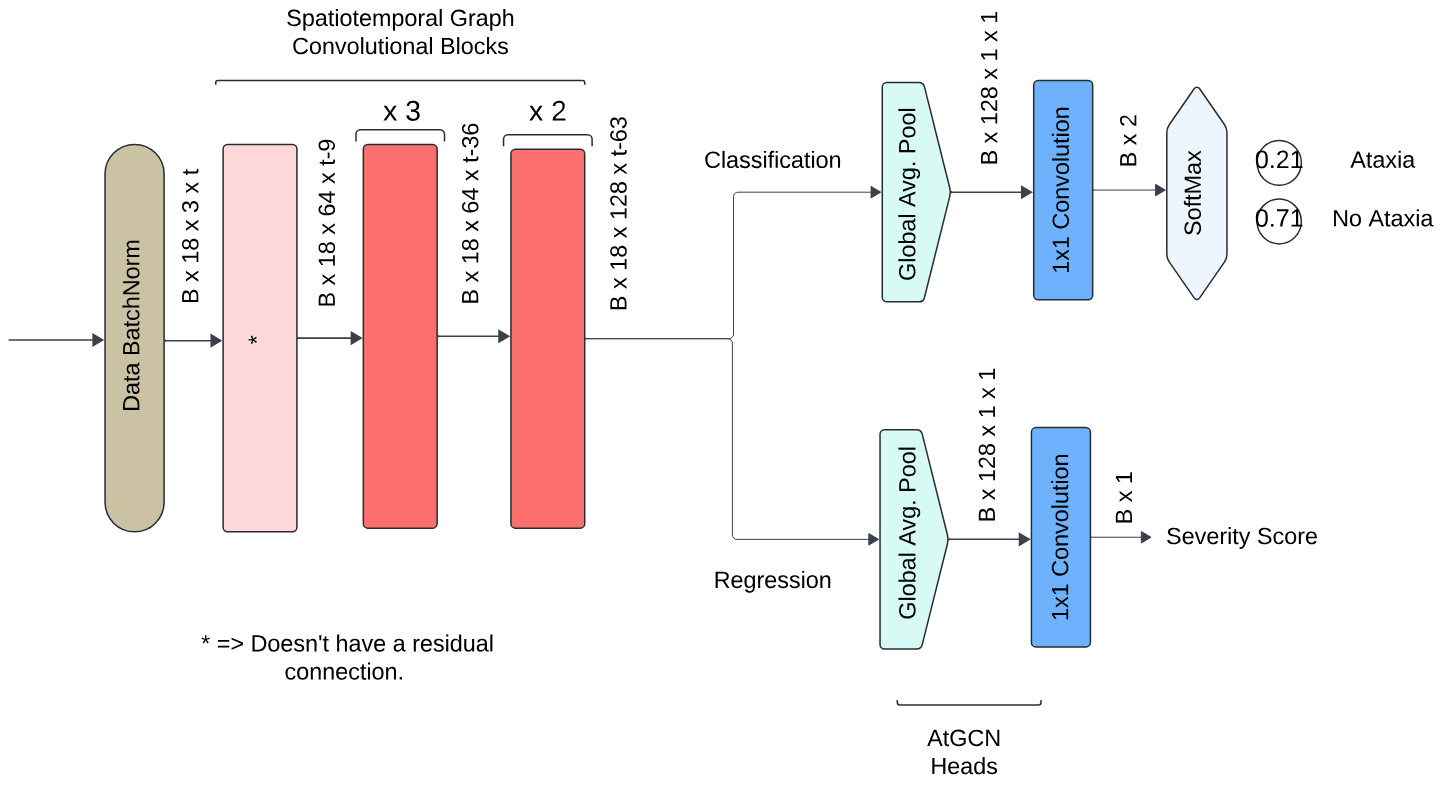 Spatiotemporal Graph
Convolutional Blocks
x 3
x 2
Data BatchNorm
B x 18 x 3 x t
*
B x 18 x 64 x t-9
B x 18 x 64 x t-36
B x 18 x 128 x t-63
Classification
Global Avg. Pool
B x 128 x 1 x 1
1x1 Convolution
B x 2
SoftMax
0.21
Ataxia
0.71
No Ataxia
Regression
Global Avg. Pool
B x 128 x 1 x 1
1x1 Convolution
B x 1
Severity Score
* => Doesn't have a residual
connection.
AtGCN
Heads